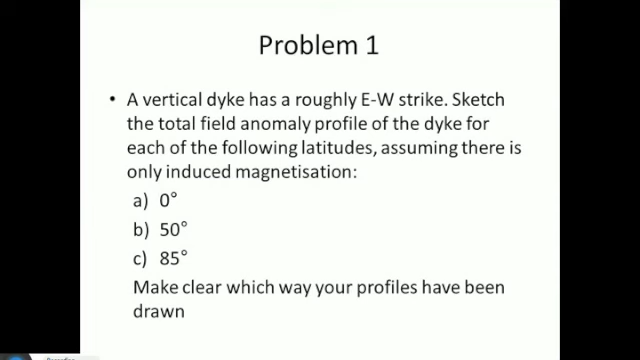 Problem 1
• A vertical dyke has a roughly E-W strike. Sketch
the total field anomaly profile of the dyke for
each of the following latitudes, assuming there is
only induced magnetisation:
a) 0°
b) 50°
c) 85°
Make clear which way your profiles have been
drawn